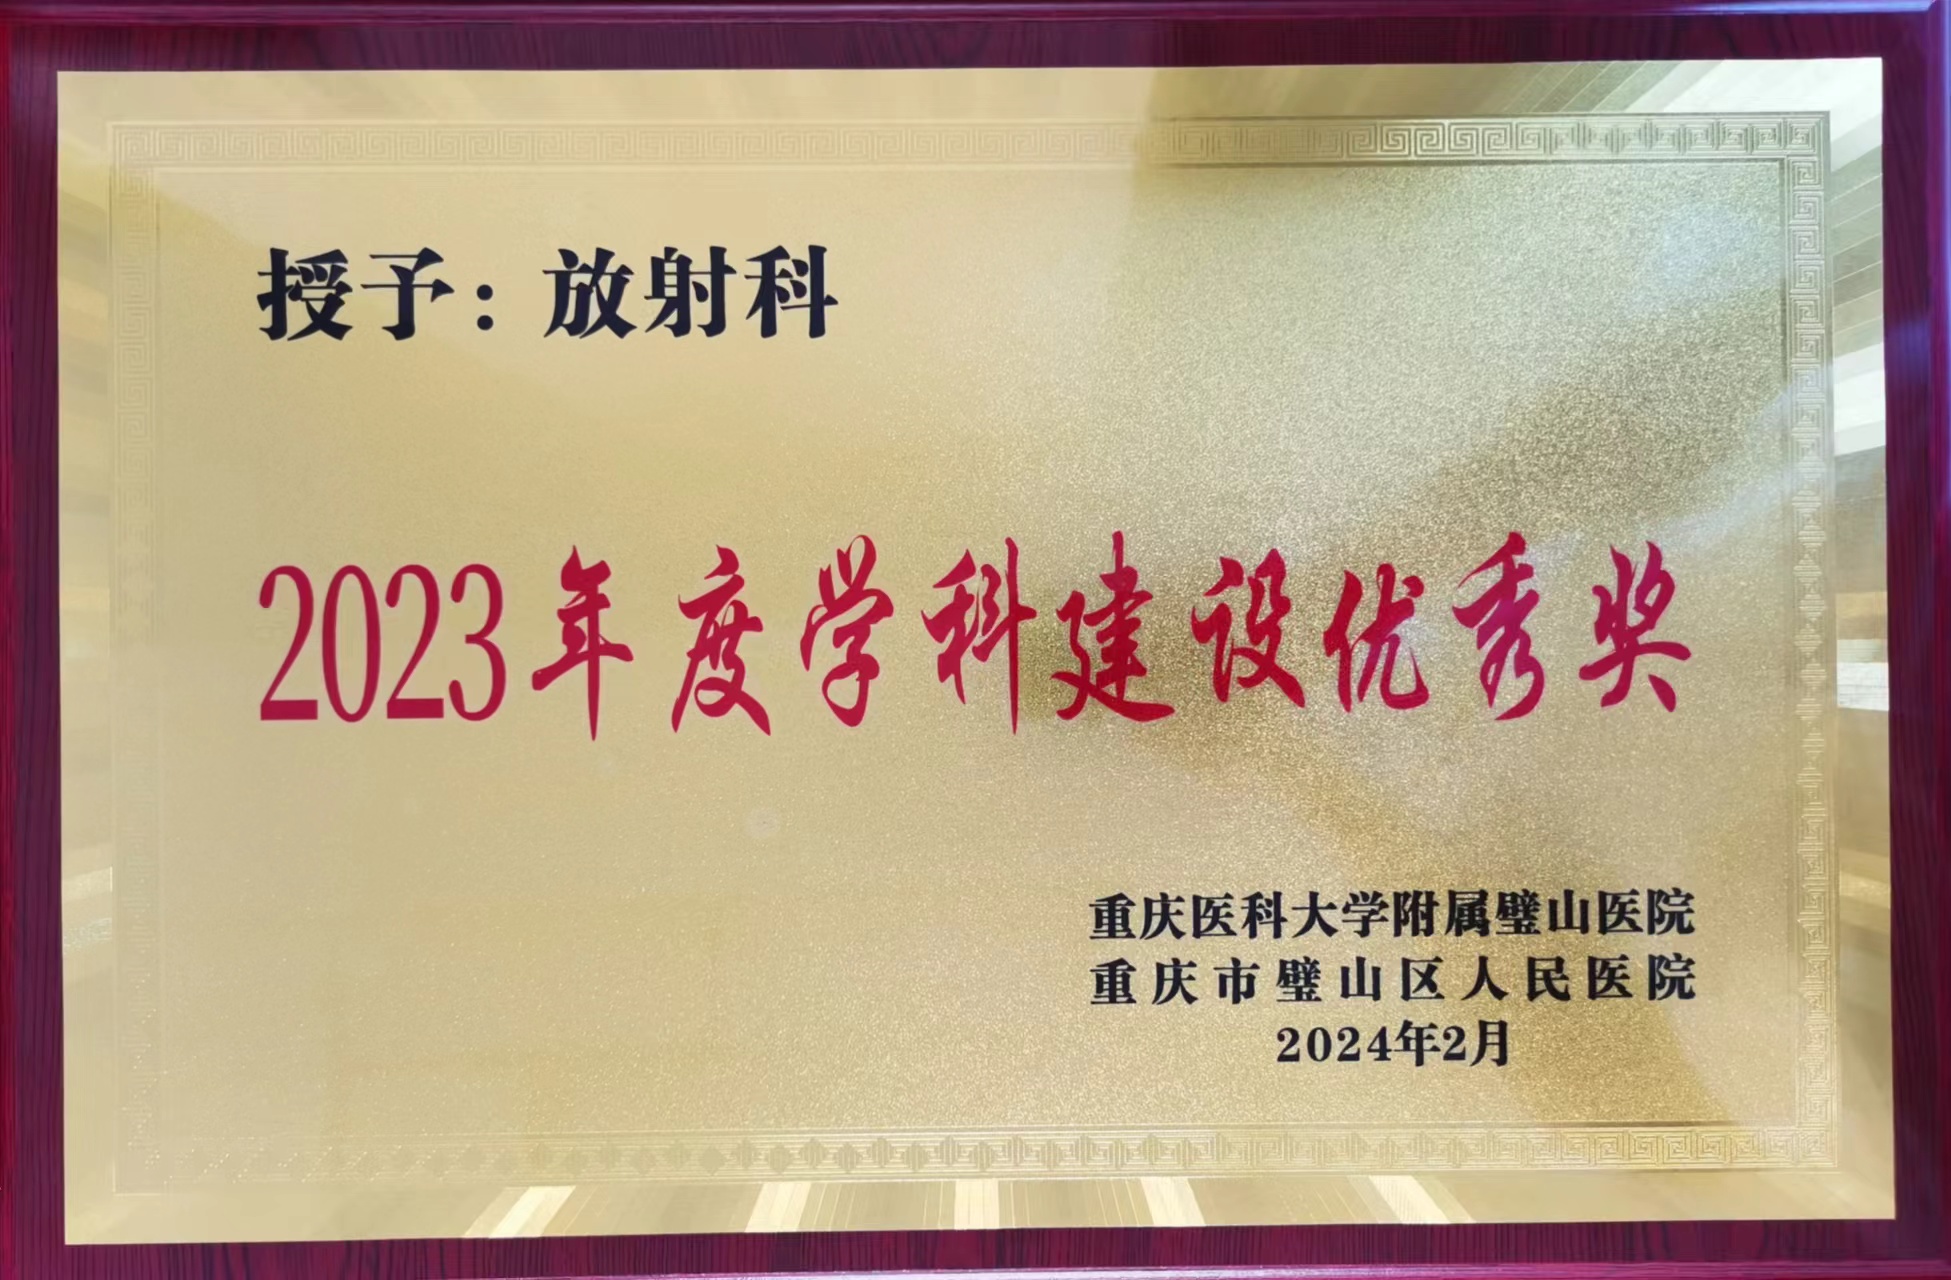 授予：放射科
2023年度学科建设优秀奖
重庆医科大学附属璧山医院
重庆市璧山区人民医院
2024年2月